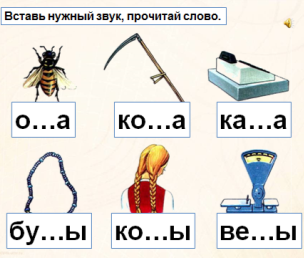 Вставь нужный звук, прочитай слово.
о...а ко...а ка...а
бу...ы ко...ы ве...ы